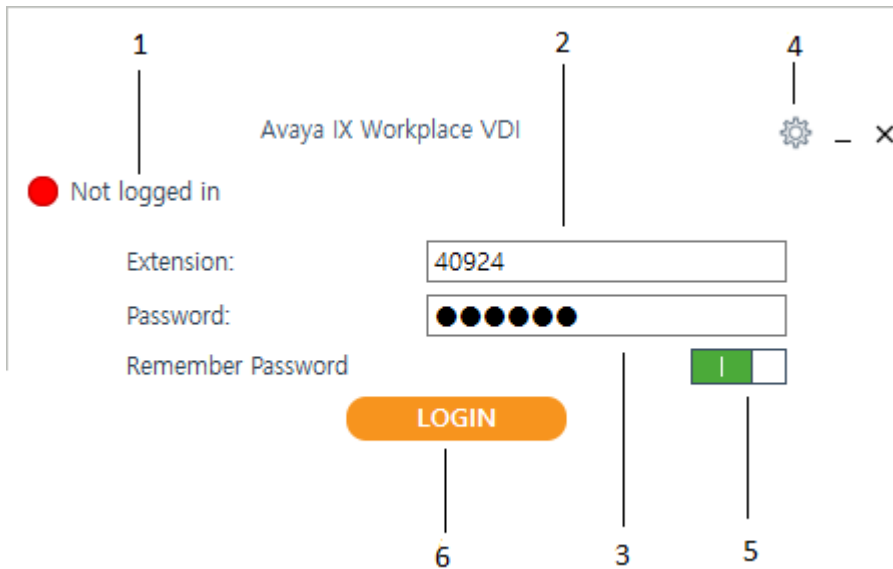 1 2 4
Avaya IX Workplace VDI
Not logged in
Extension: 40924
Password: ●●●●●●
Remember Password
LOGIN
6 3 5